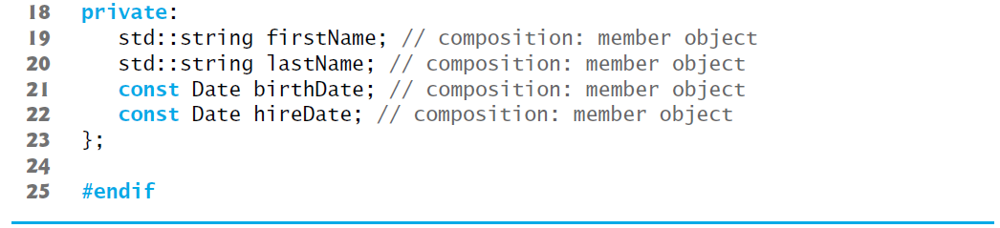 18 private:
19 std::string firstName; // composition: member object
20 std::string lastName; // composition: member object
21 const Date birthDate; // composition: member object
22 const Date hireDate; // composition: member object
23 };
24
25 #endif